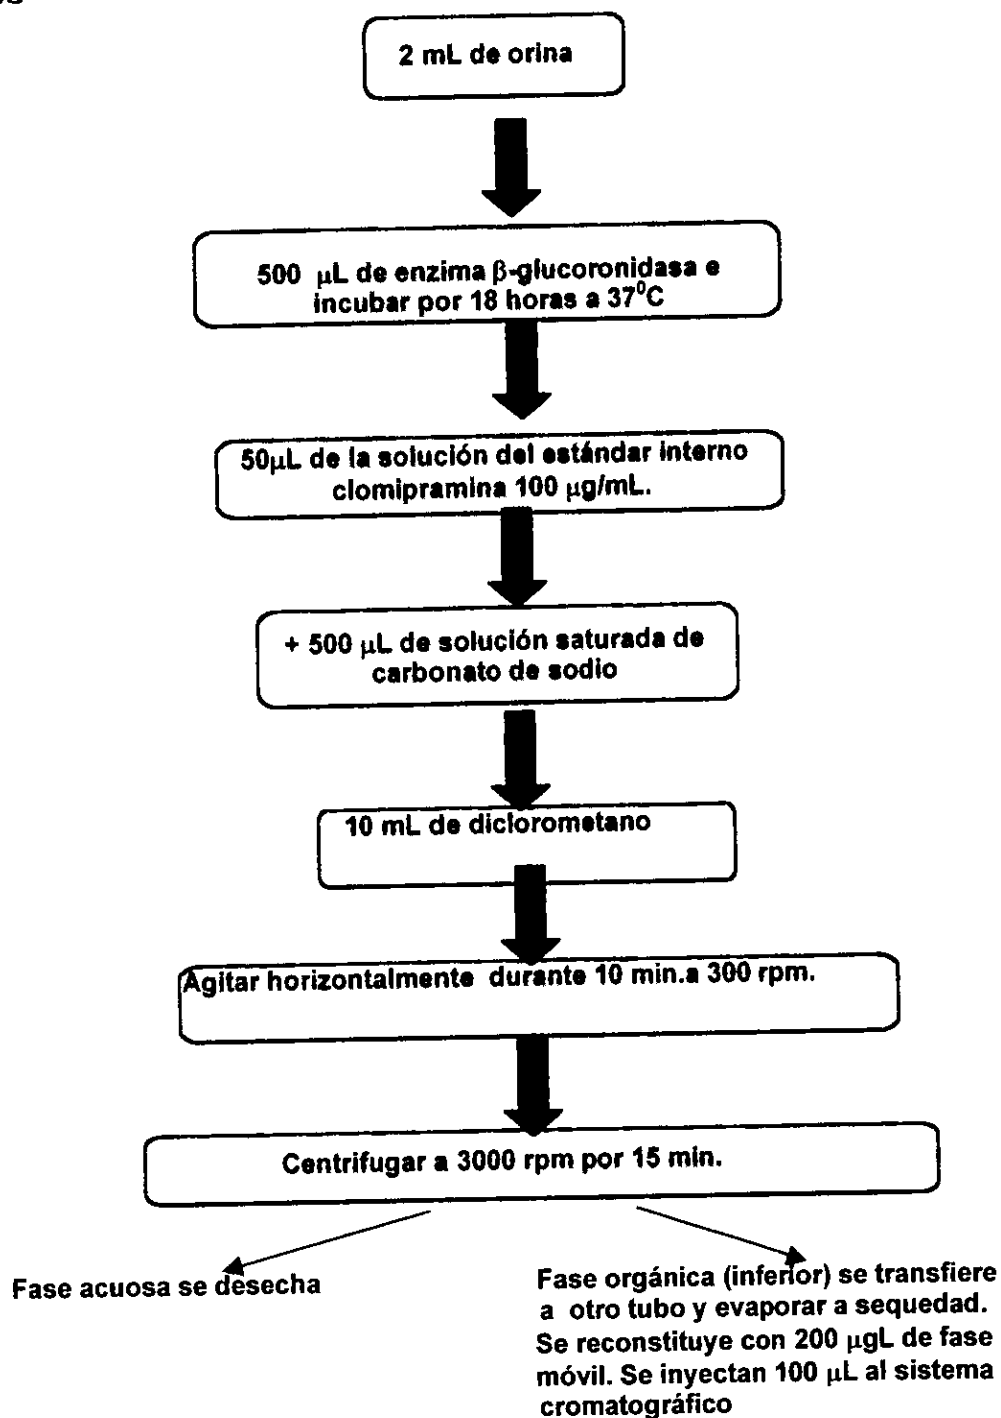 2 mL de orina
500 μL de enzima β-glucoronidasa e
incubar por 18 horas a 37⁰C
50μL de la solución del estándar interno
clomipramina 100 μg/mL.
+ 500 μL de solución saturada de
carbonato de sodio
10 mL de diclorometano
Agitar horizontalmente durante 10 min.a 300 rpm.
Centrifugar a 3000 rpm por 15 min.
Fase acuosa se desecha
Fase orgánica (inferior) se transfiere
a otro tubo y evaporar a sequedad.
Se reconstituye con 200 μgL de fase
móvil. Se inyectan 100 μL al sistema
cromatográfico